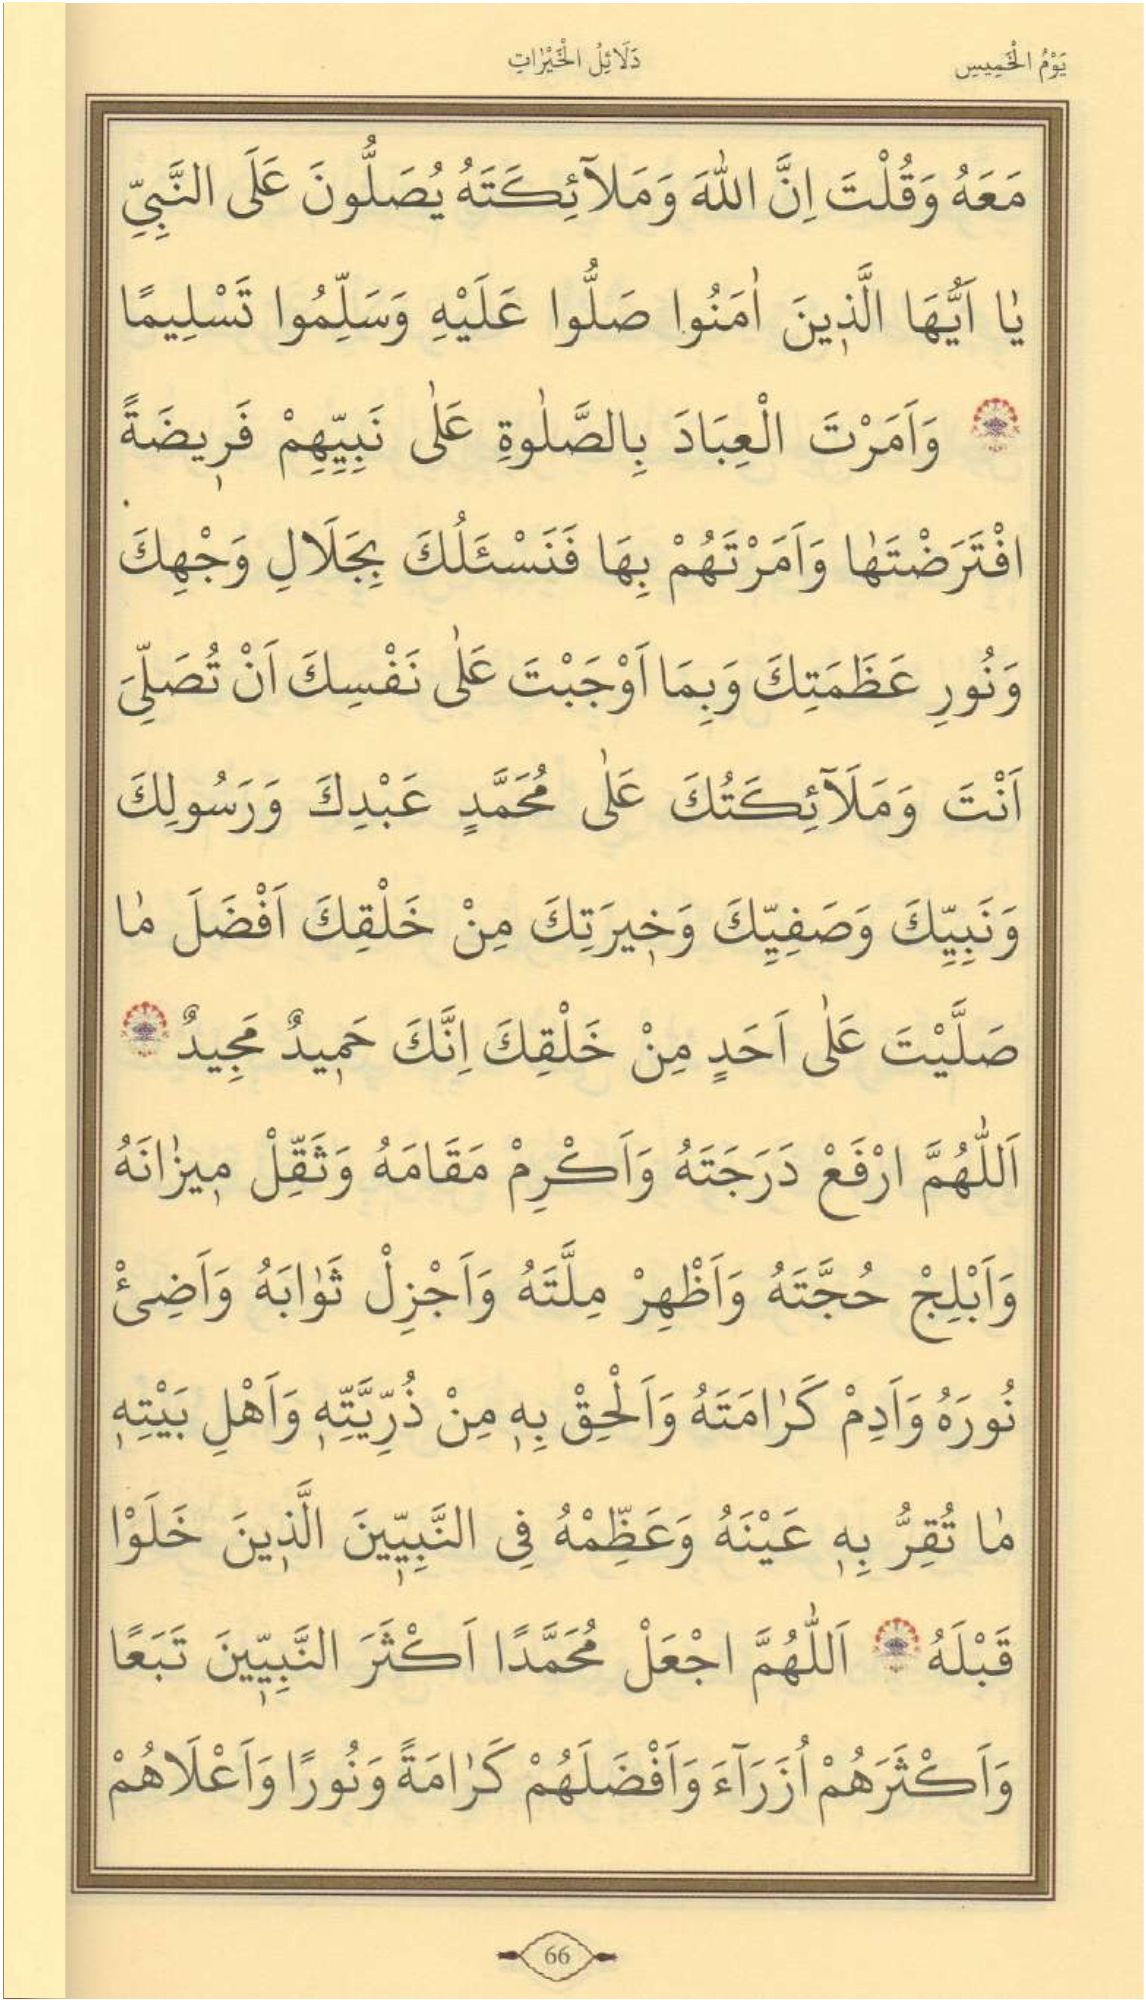 يَوْمُ الْخَمِيسِ
دَلَائِلُ الْخَيْرَاتِ
مَعَهُ وَقُلْتَ اِنَّ اللّٰهَ وَمَلَآئِكَتَهُ يُصَلُّونَ عَلَى النَّبِيِّ
يَٰا اَيُّهَا الَّذ۪ينَ اٰمَنُوا صَلُّوا عَلَيْهِ وَسَلِّمُوا تَسْلِيمًا
وَاَمَرْتَ الْعِبَادَ بِالصَّلٰوةِ عَلٰى نَبِيِّهِمْ فَر۪يضَةً
افْتَرَضْتَهٰا وَاَمَرْتَهُمْ بِهَا فَنَسْئَلُكَ بِجَلَالِ وَجْهِكَ
وَنُورِ عَظَمَتِكَ وَبِمَا اَوْجَبْتَ عَلٰى نَفْسِكَ اَنْ تُصَلِّىَ
اَنْتَ وَمَلَآئِكَتُكَ عَلٰى مُحَمَّدٍ عَبْدِكَ وَرَسُولِكَ
وَنَبِيِّكَ وَصَفِيِّكَ وَخ۪يرَتِكَ مِنْ خَلْقِكَ اَفْضَلَ مٰا
صَلَّيْتَ عَلٰى اَحَدٍ مِنْ خَلْقِكَ اِنَّكَ حَم۪يدٌ مَجِيدٌ
اَللّٰهُمَّ ارْفَعْ دَرَجَتَهُ وَاَكْرِمْ مَقَامَهُ وَثَقِّلْ م۪يزٰانَهُ
وَاَبْلِجْ حُجَّتَهُ وَاَظْهِرْ مِلَّتَهُ وَاَجْزِلْ ثَوٰابَهُ وَاَضِئْ
نُورَهُ وَاَدِمْ كَرٰامَتَهُ وَاَلْحِقْ بِه۪ مِنْ ذُرِّيَّتِه۪ وَاَهْلِ بَيْتِه۪
مٰا تُقِرُّ بِه۪ عَيْنَهُ وَعَظِّمْهُ فِى النَّبِيّ۪ينَ الَّذ۪ينَ خَلَوْا
قَبْلَهُ اَللّٰهُمَّ اجْعَلْ مُحَمَّدًا اَكْثَرَ النَّبِيّ۪ينَ تَبَعًا
وَاَكْثَرَهُمْ اُزَرَآءَ وَاَفْضَلَهُمْ كَرٰامَةً وَنُورًا وَاَعْلَاهُمْ
66